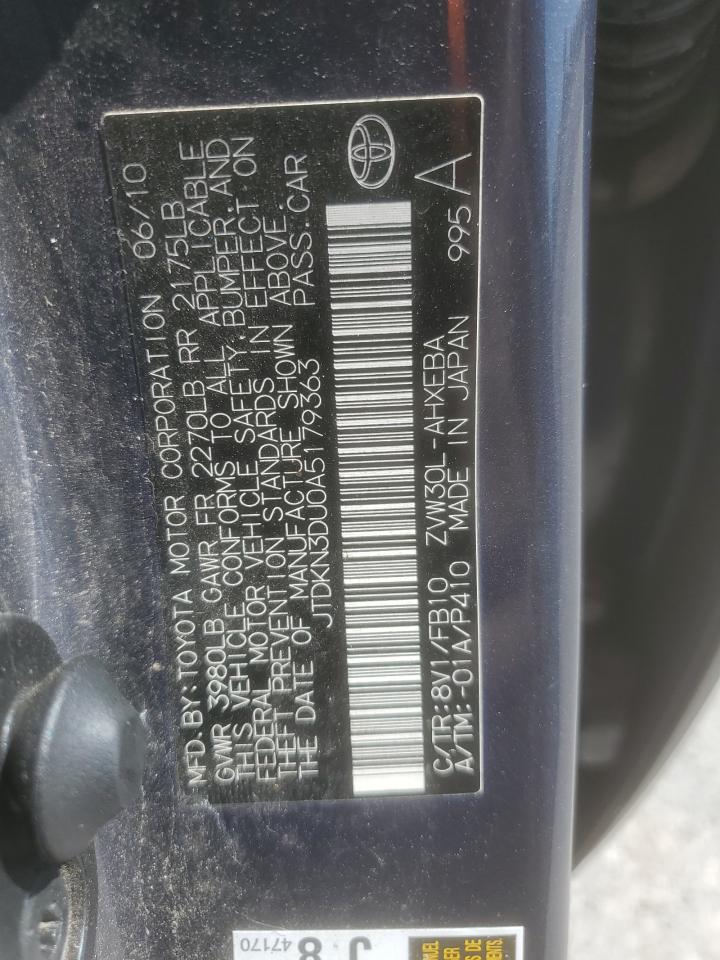 MFD. BY: TOYOTA MOTOR CORPORATION 06/10
GVWR 3980LB GAWR FR 2270LB RR 2175LB
THIS VEHICLE CONFORMS TO ALL APPLICABLE
FEDERAL MOTOR VEHICLE SAFETY, BUMPER, AND
THEFT PREVENTION STANDARDS IN EFFECT ON
THE DATE OF MANUFACTURE SHOWN ABOVE.
JTDKN3DU0A5179363 PASS. CAR
C/TR: 8V1/FB10 ZVW30L-AHXEBA
A/TM: -01A/P410 MADE IN JAPAN 995 A
J 8
47170